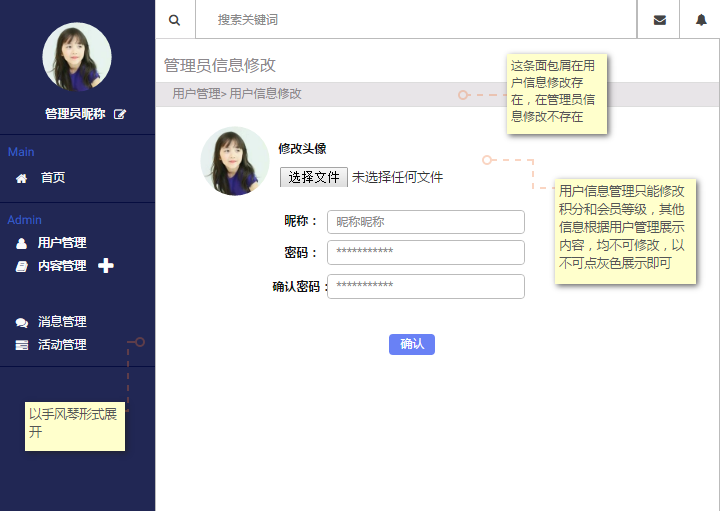 搜索关键词
管理员昵称
Main
首页
Admin
用户管理
内容管理
消息管理
活动管理
以手风琴形式展
开
管理员信息修改
用户管理> 用户信息修改
这条面包屑在用
户信息修改存
在，在管理员信
息修改不存在
修改头像
选择文件 未选择任何文件
用户信息管理只能修改
积分和会员等级，其他
信息根据用户管理展示
内容，均不可修改，以
不可点灰色展示即可
昵称： 昵称昵称
密码： ***********
确认密码： ***********
确认